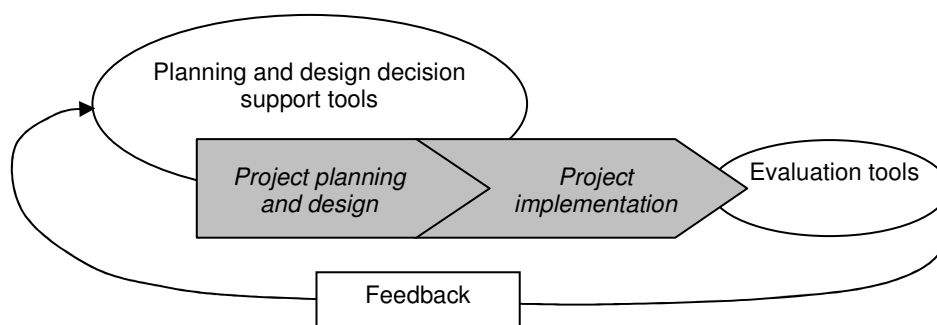 Planning and design decision
support tools
Project planning
and design
Project
implementation
Evaluation tools
Feedback